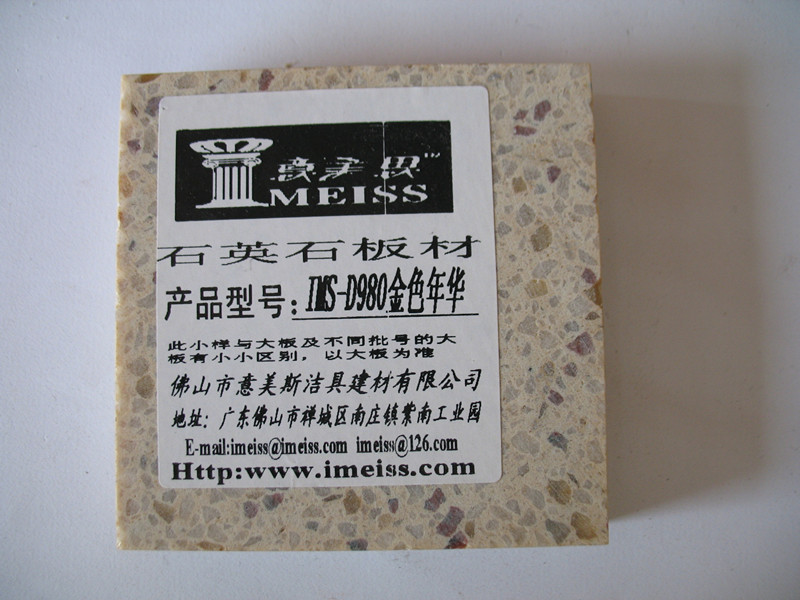 意美思™
IMEISS
石英石板材
产品型号:IMS-D980金色年华
此小样与大板及不同批号的大
板有小小区别，以大板为准
佛山市意美斯洁具建材有限公司
地址：广东佛山市禅城区南庄镇紫南工业园
E-mail:imeiss@imeiss.com imeiss@126.com
Http:www.imeiss.com